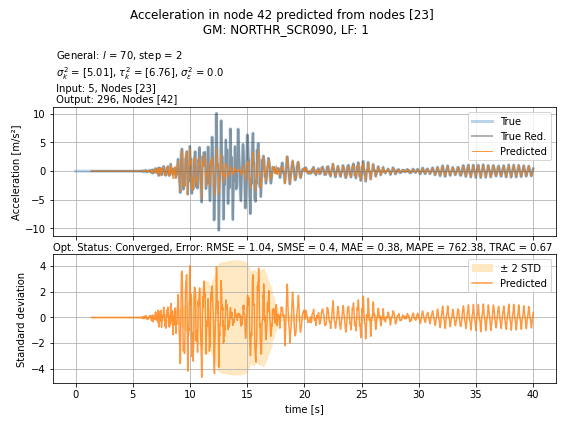 Acceleration in node 42 predicted from nodes [23]
GM: NORTHR_SCR090, LF: 1
General: l = 70, step = 2
σ²ₖ = [5.01], τ²ₖ = [6.76], σ²ε = 0.0
Input: 5, Nodes [23]
Output: 296, Nodes [42]
Acceleration [m/s²]
10
5
0
−5
−10
True
True Red.
Predicted
Opt. Status: Converged, Error: RMSE = 1.04, SMSE = 0.4, MAE = 0.38, MAPE = 762.38, TRAC = 0.67
Standard deviation
4
2
0
−2
−4
± 2 STD
Predicted
0 5 10 15 20 25 30 35 40
time [s]